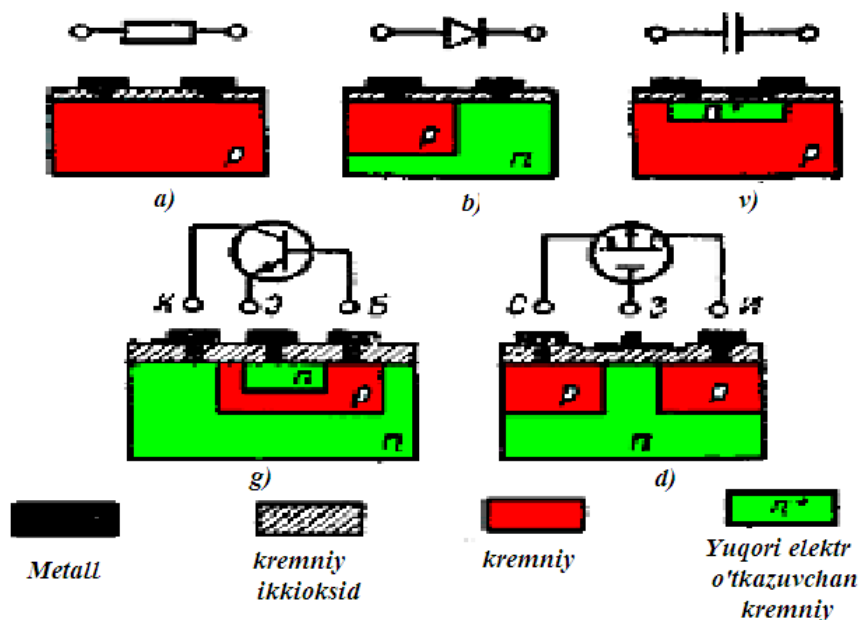 p
a)
p
n
b)
p
v)
К Э Б
n
p
n
g)
С З И
p
p
n
d)
n+
Metall
kremniy
ikkioksid
kremniy
Yuqori elektr
o'tkazuvchan
kremniy